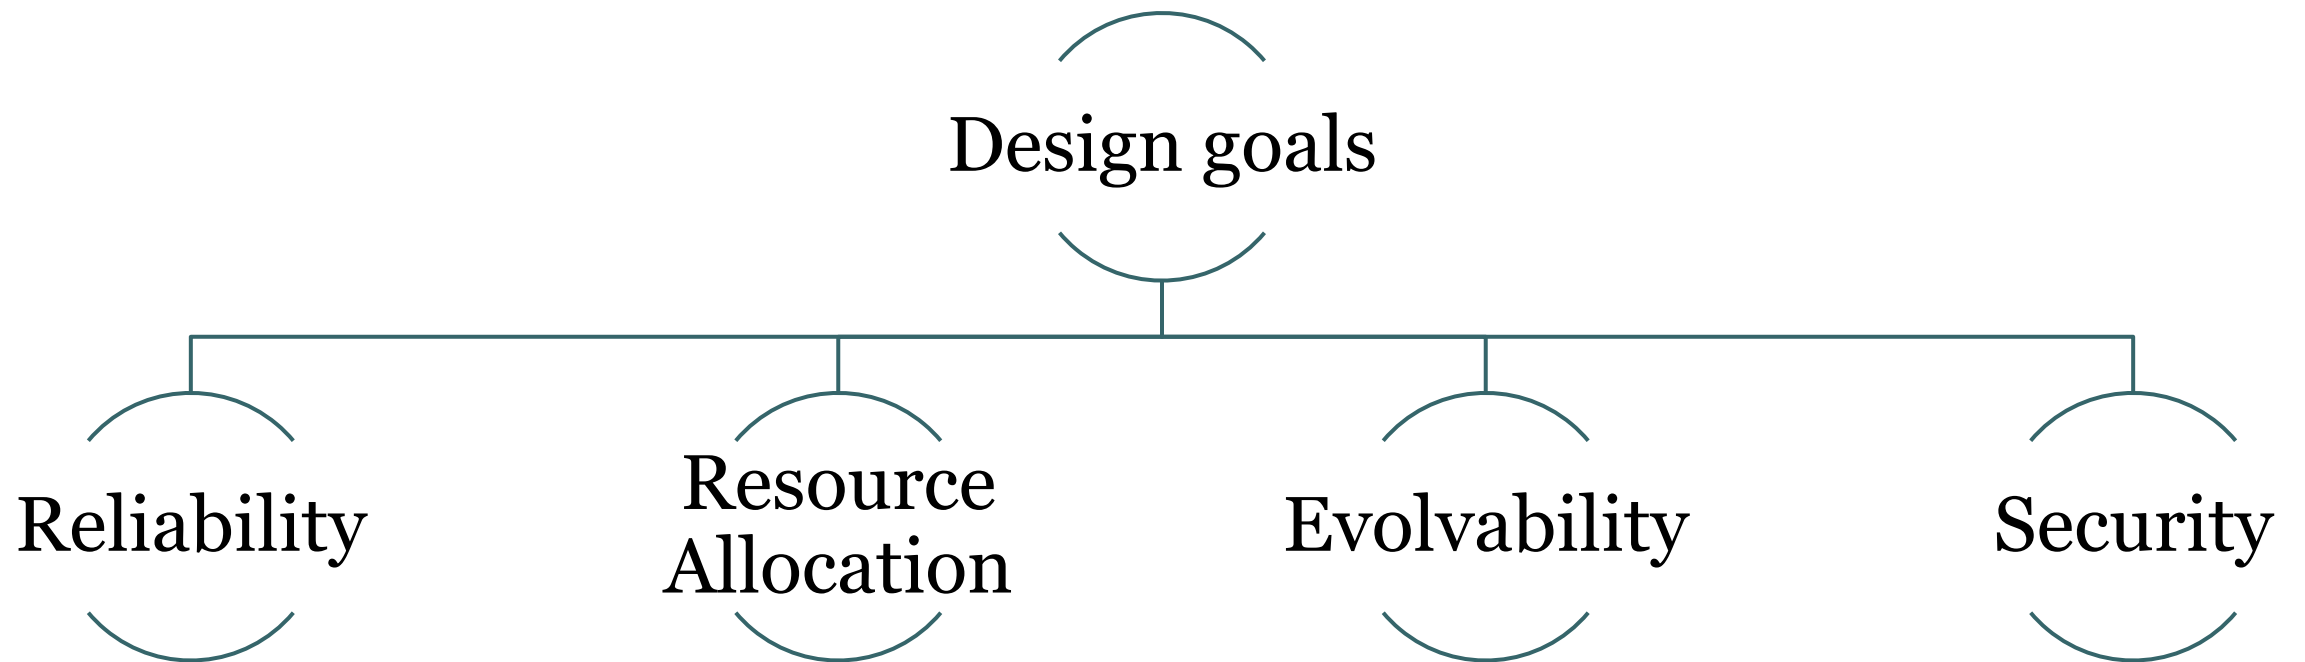 Design goals
Reliability
Resource
Allocation
Evolvability
Security